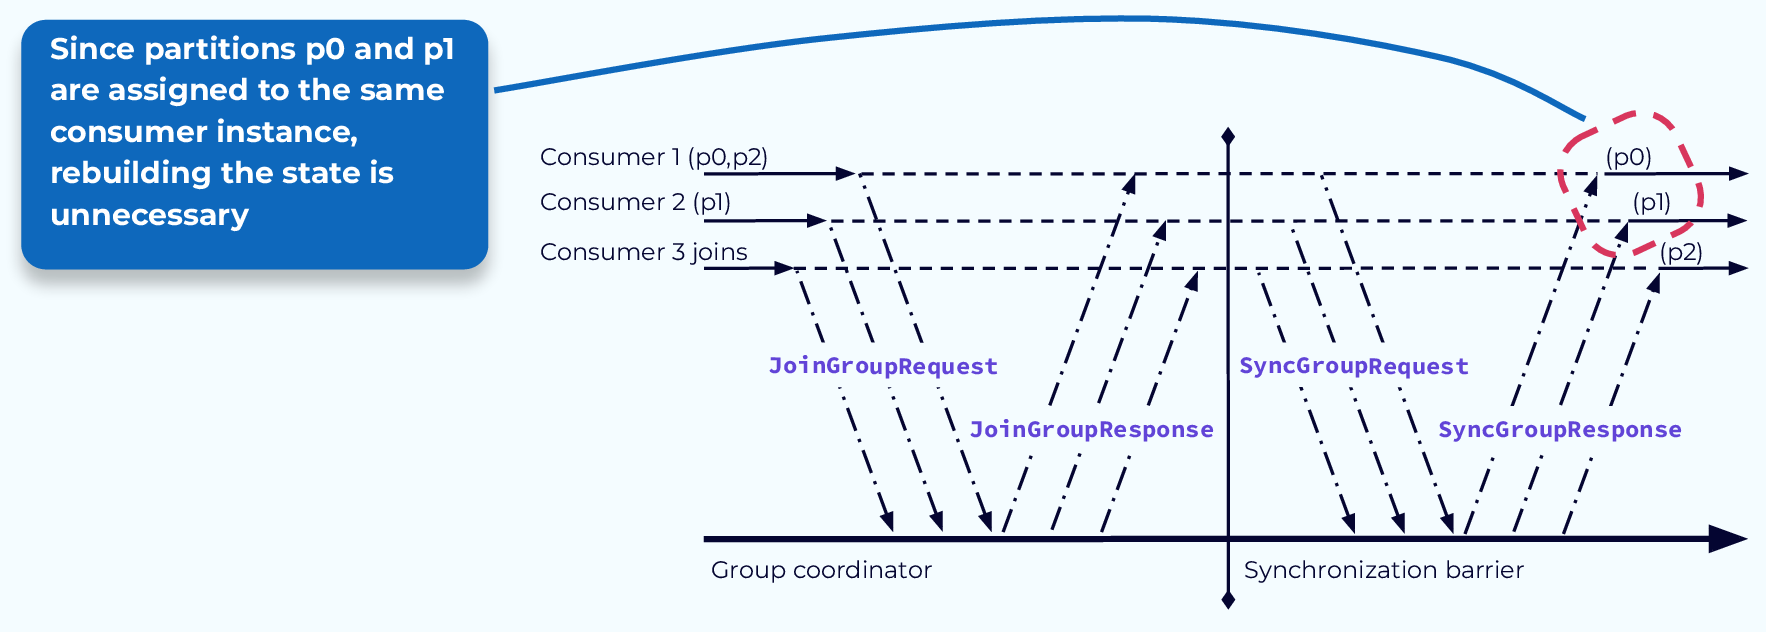 Since partitions p0 and p1
are assigned to the same
consumer instance,
rebuilding the state is
unnecessary
Consumer 1 (p0,p2)
(p0)
Consumer 2 (p1)
(p1)
Consumer 3 joins
(p2)
JoinGroupRequest
SyncGroupRequest
JoinGroupResponse
SyncGroupResponse
Group coordinator
Synchronization barrier